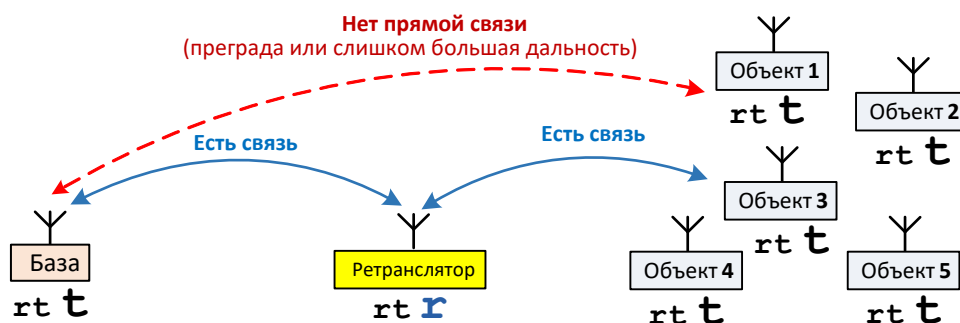 Нет прямой связи
(преграда или слишком большая дальность)
Объект 1
rt t
Объект 2
rt t
Есть связь
Есть связь
Объект 3
rt t
База
rt t
Ретранслятор
rt r
Объект 4
rt t
Объект 5
rt t